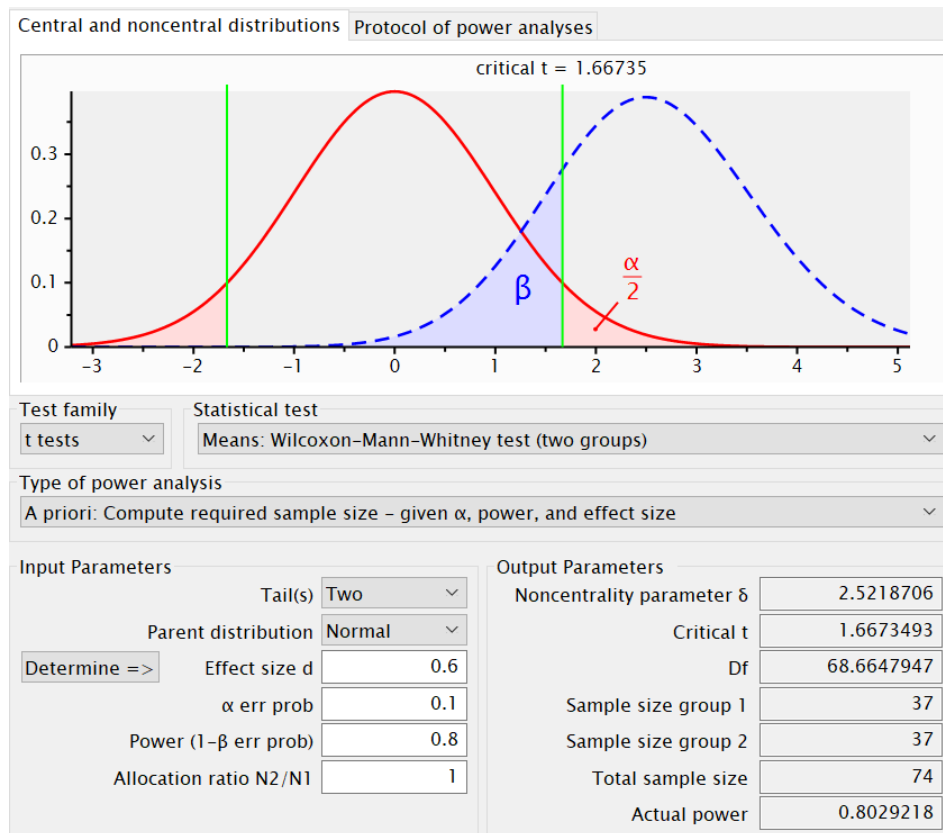 Central and noncentral distributions Protocol of power analyses
critical t = 1.66735
0.3
0.2
0.1
0
β
α
2
-3 -2 -1 0 1 2 3 4 5
Test family Statistical test
t tests Means: Wilcoxon-Mann-Whitney test (two groups)
Type of power analysis
A priori: Compute required sample size - given α, power, and effect size
Input Parameters Output Parameters
Tail(s) Two Noncentrality parameter δ 2.5218706
Parent distribution Normal Critical t 1.6673493
Determine => Effect size d 0.6 Df 68.6647947
α err prob 0.1 Sample size group 1 37
Power (1-β err prob) 0.8 Sample size group 2 37
Allocation ratio N2/N1 1 Total sample size 74
Actual power 0.8029218